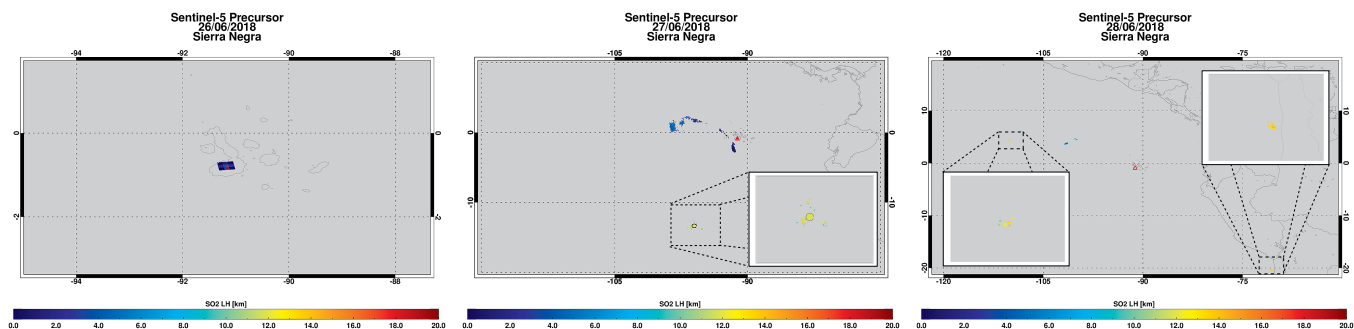 Sentinel-5 Precursor
26/06/2018
Sierra Negra
-94 -92 -90 -88
0 0
-2 -2
-94 -92 -90 -88
SO2 LH [km]
0.0 2.0 4.0 6.0 8.0 10.0 12.0 14.0 16.0 18.0 20.0
Sentinel-5 Precursor
27/06/2018
Sierra Negra
-105 -90
0 0
-10 -10
-105 -90
SO2 LH [km]
0.0 2.0 4.0 6.0 8.0 10.0 12.0 14.0 16.0 18.0 20.0
Sentinel-5 Precursor
28/06/2018
Sierra Negra
-120 -105 -90 -75
10 10
0 0
-10 -10
-20 -20
-120 -105 -90 -75
SO2 LH [km]
0.0 2.0 4.0 6.0 8.0 10.0 12.0 14.0 16.0 18.0 20.0